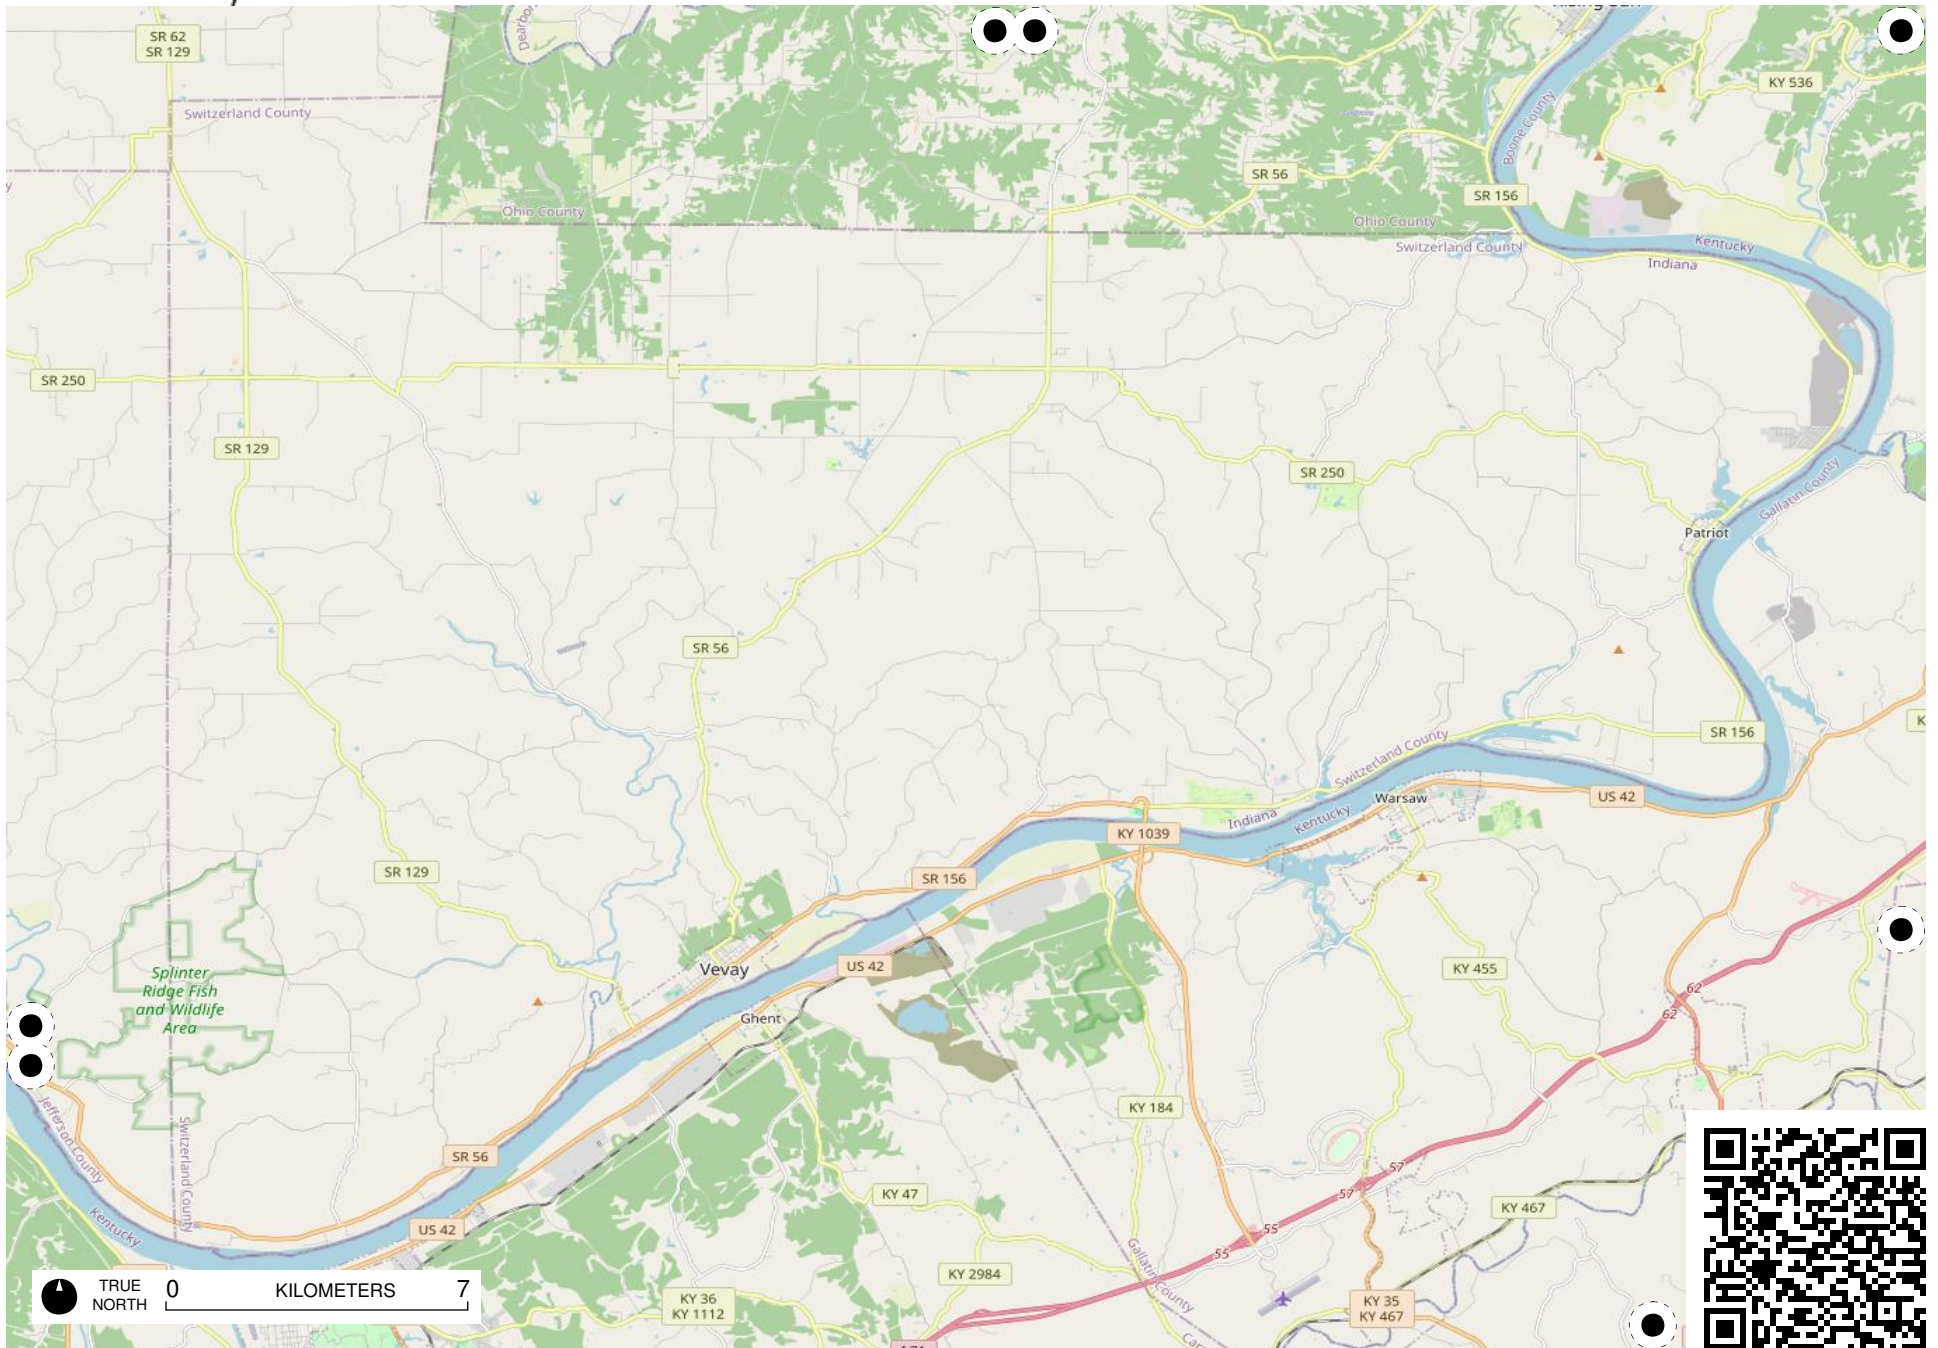 SR 62
SR 129
Dearbor
KY 536
Switzerland County
Boone County
SR 56
SR 156
Ohio County
Ohio County
Switzerland County
Kentucky
Indiana
SR 250
SR 129
SR 250
Gallatin County
Patriot
SR 56
SR 156
Switzerland County
US 42
Warsaw
Indiana
Kentucky
KY 1039
SR 129
SR 156
Vevay
US 42
KY 455
Splinter
Ridge Fish
and Wildlife
Area
62
62
Ghent
KY 184
Jefferson County
Switzerland County
SR 56
57
57
KY 47
KY 467
Kentucky
US 42
55
55
Gallatin County
KY 2984
TRUE
NORTH
0 KILOMETERS 7
KY 36
KY 1112
KY 35
KY 467